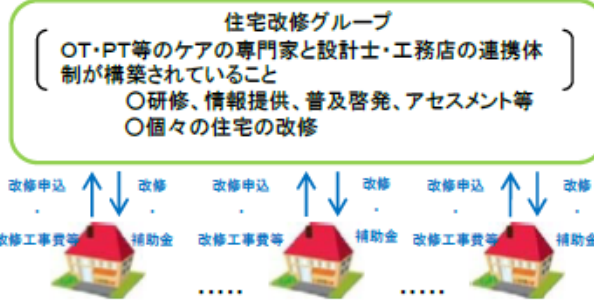 住宅改修グループ
OT・PT等のケアの専門家と設計士・工務店の連携体
制が構築されていること
○研修、情報提供、普及啓発、アセスメント等
○個々の住宅の改修
改修申込 改修 改修申込 改修 改修申込 改修
・ ・ ・ ・ ・ ・
改修工事費等 補助金 改修工事費等 補助金 改修工事費等 補助金
..... .....